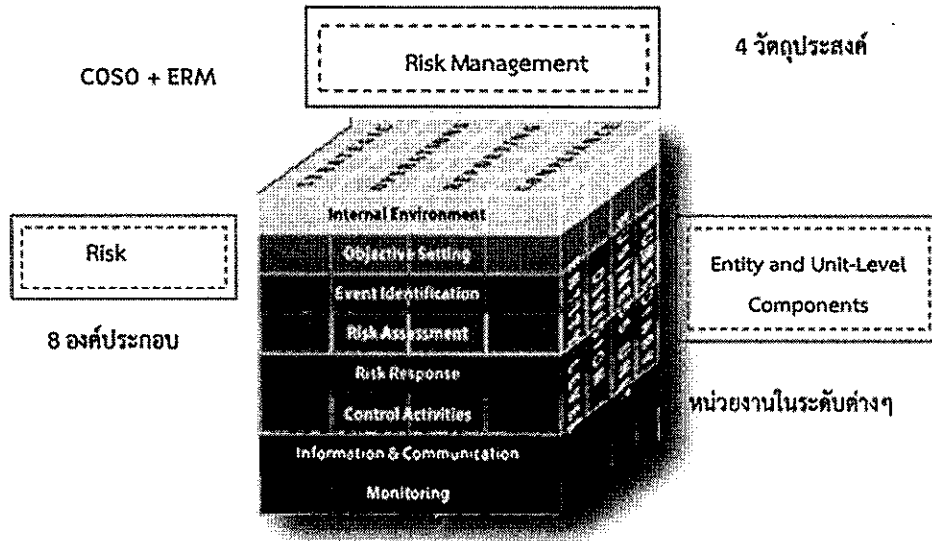 4 วัตถุประสงค์
Risk Management
COSO + ERM
Internal Environment
Risk
Objective Setting
Event Identification
Entity and Unit-Level
Components
8 องค์ประกอบ
Risk Assessment
Risk Response
หน่วยงานในระดับต่างๆ
Control Activities
Information & Communication
Monitoring